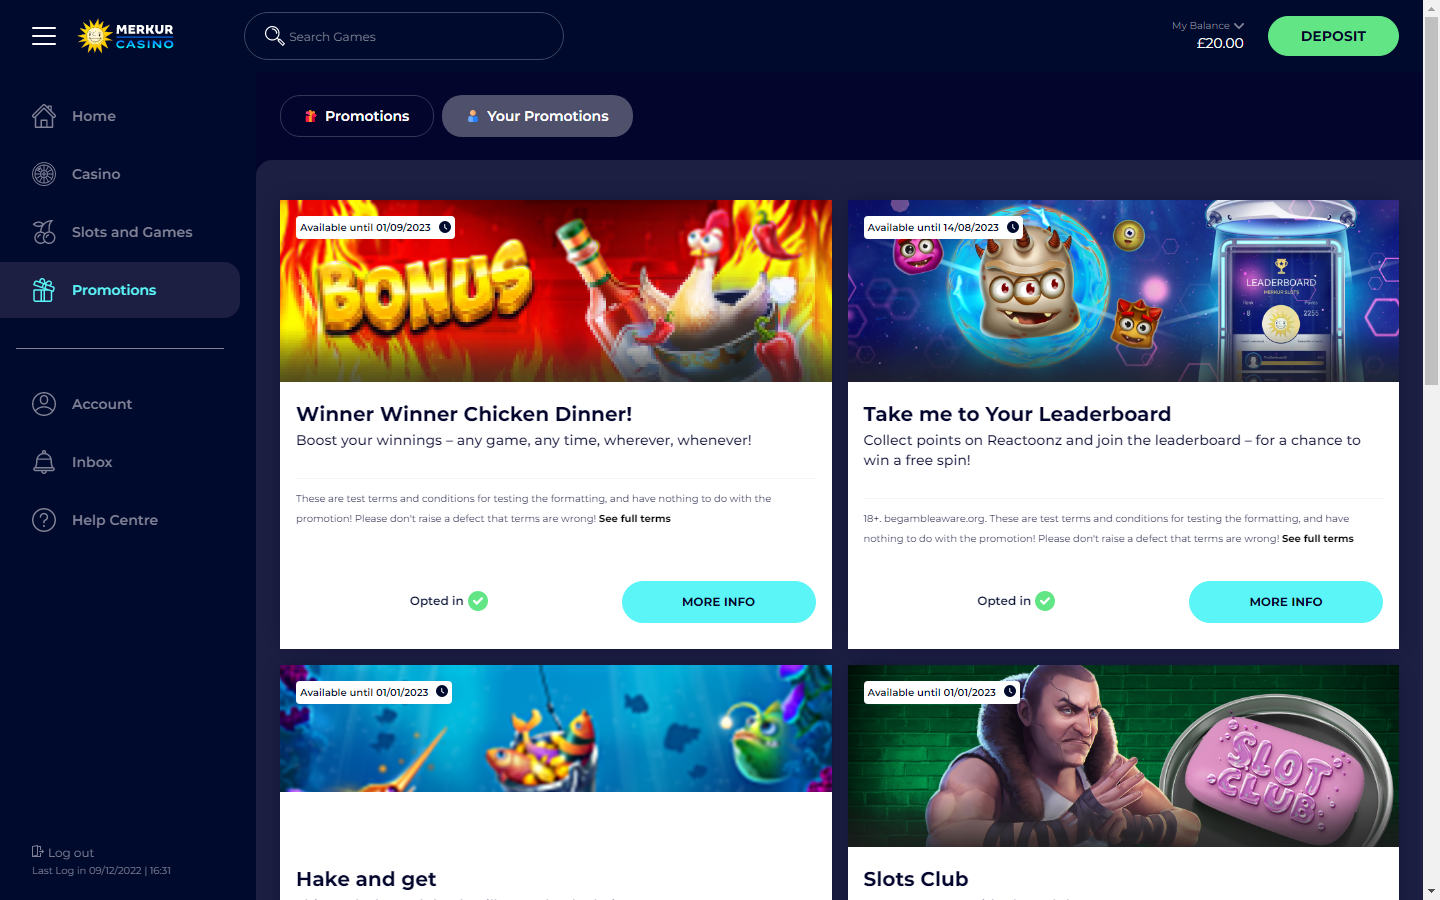 MERKUR
CASINO
Search Games
My Balance
£20.00
DEPOSIT
Home
Casino
Slots and Games
Promotions
Account
Inbox
Help Centre
Log out
Last Log in 09/12/2022 | 16:31
Promotions
Your Promotions
Available until 01/09/2023
BONUS
Winner Winner Chicken Dinner!
Boost your winnings – any game, any time, wherever, whenever!
These are test terms and conditions for testing the formatting, and have nothing to do with the
promotion! Please don't raise a defect that terms are wrong! See full terms
Opted in
MORE INFO
Available until 14/08/2023
LEADERBOARD
MERKUR SLOTS
Rank
Points
8
2255
Take me to Your Leaderboard
Collect points on Reactoonz and join the leaderboard – for a chance to
win a free spin!
18+. begambleaware.org. These are test terms and conditions for testing the formatting, and have
nothing to do with the promotion! Please don't raise a defect that terms are wrong! See full terms
Opted in
MORE INFO
Available until 01/01/2023
Hake and get
Available until 01/01/2023
SLOT
CLUB
Slots Club